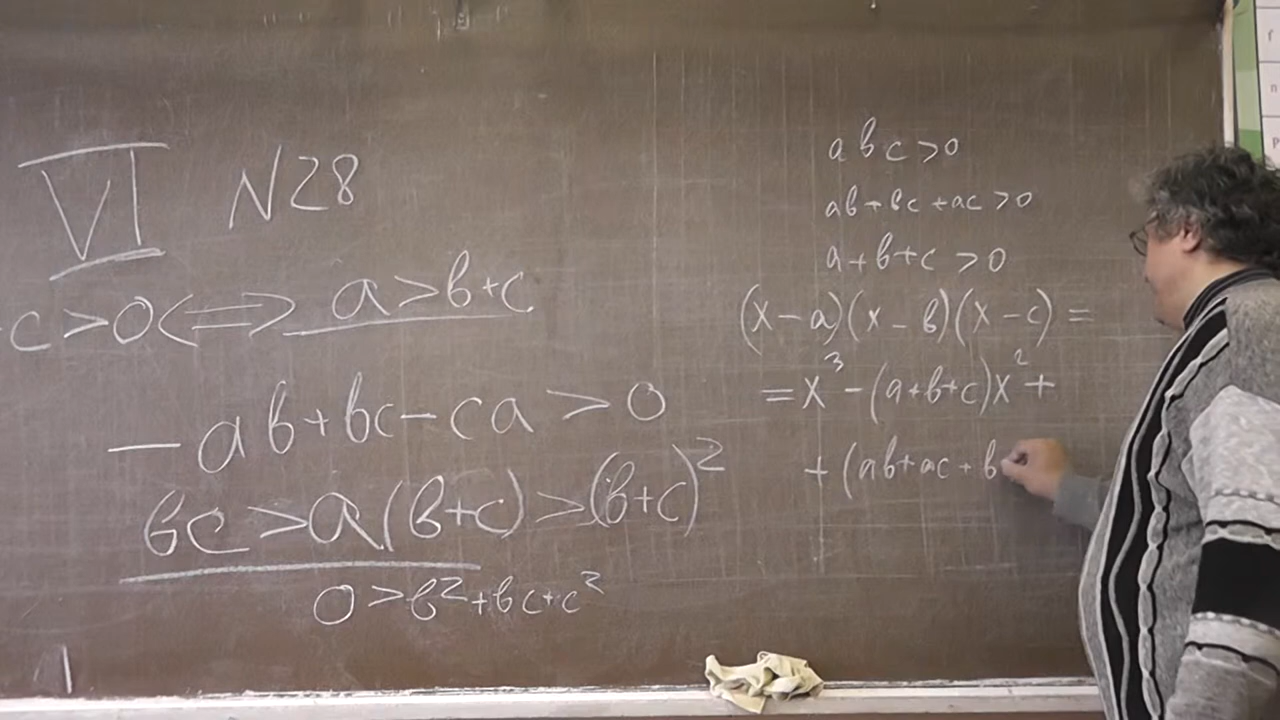 VI N28
c>0 <=> a>b+c
-ab+bc-ca>0
bc>a(b+c)>(b+c)²
0>b²+bc+c²
abc>0
ab+bc+ac>0
a+b+c>0
(x-a)(x-b)(x-c)=
=x³-(a+b+c)x²+
+(ab+ac+b